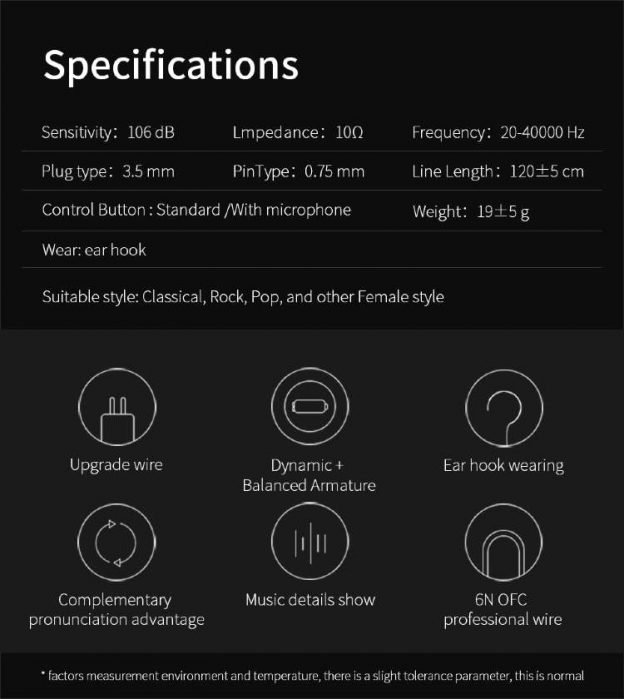 Specifications
Sensitivity: 106 dB Lmpedance: 10Ω Frequency: 20-40000 Hz
Plug type: 3.5 mm PinType: 0.75 mm Line Length: 120±5 cm
Control Button : Standard /With microphone Weight: 19±5 g
Wear: ear hook
Suitable style: Classical, Rock, Pop, and other Female style
Upgrade wire
Dynamic +
Balanced Armature
Ear hook wearing
Complementary
pronunciation advantage
Music details show
6N OFC
professional wire
* factors measurement environment and temperature, there is a slight tolerance parameter, this is normal